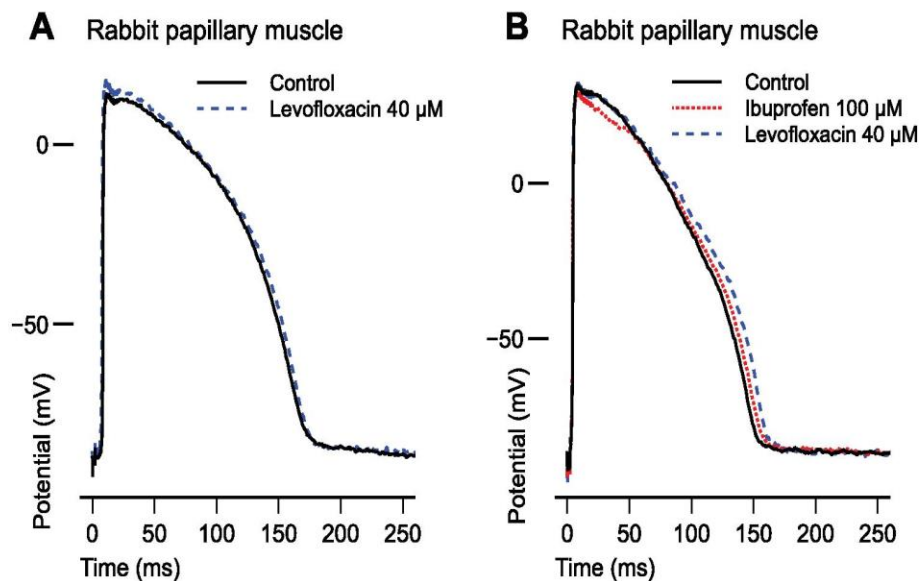 A Rabbit papillary muscle
Control
Levofloxacin 40 μM
0
−50
Potential (mV)
0 50 100 150 200 250
Time (ms)
B Rabbit papillary muscle
Control
Ibuprofen 100 μM
Levofloxacin 40 μM
0
−50
Potential (mV)
0 50 100 150 200 250
Time (ms)